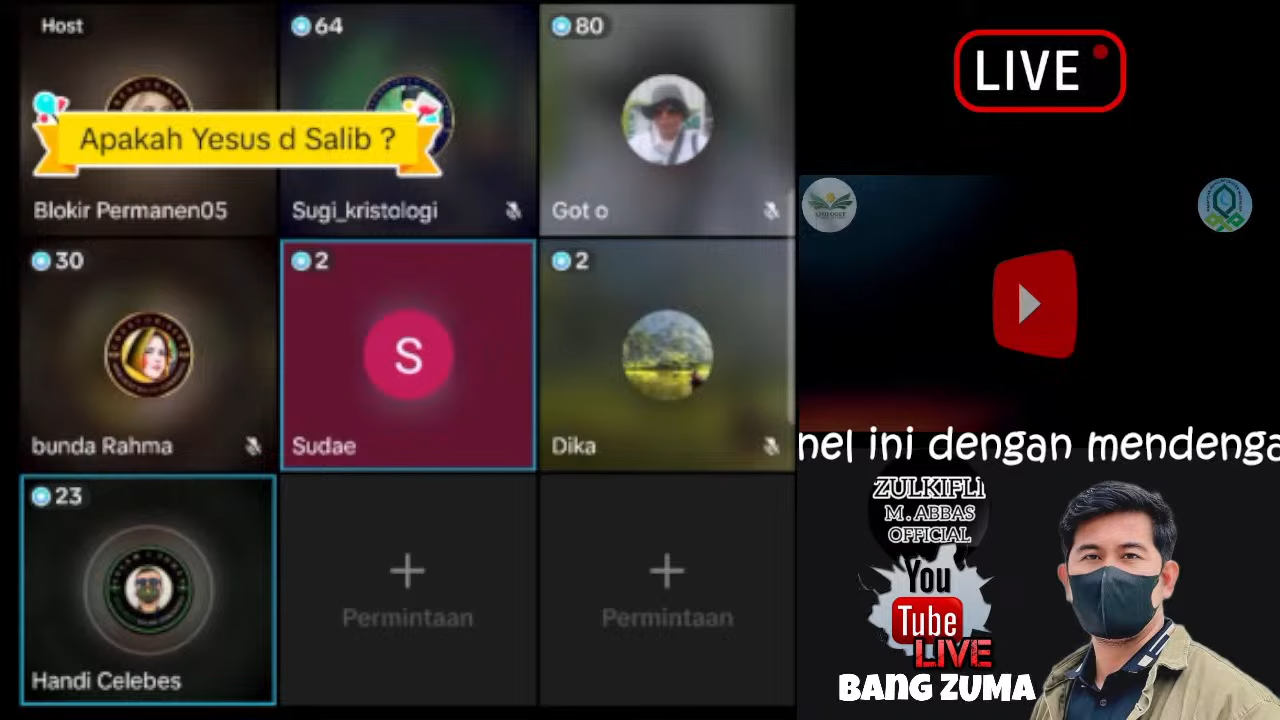 Host
64
80
Apakah Yesus d Salib ?
Blokir Permanen05
Sugi_kristologi
Got o
30
2
2
S
bunda Rahma
Sudae
Dika
23
Permintaan
Permintaan
Handi Celebes
LIVE
nel ini dengan mendenga
ZULKIFLI
M.ABBAS
OFFICIAL
You
Tube
LIVE
BANG ZUMA